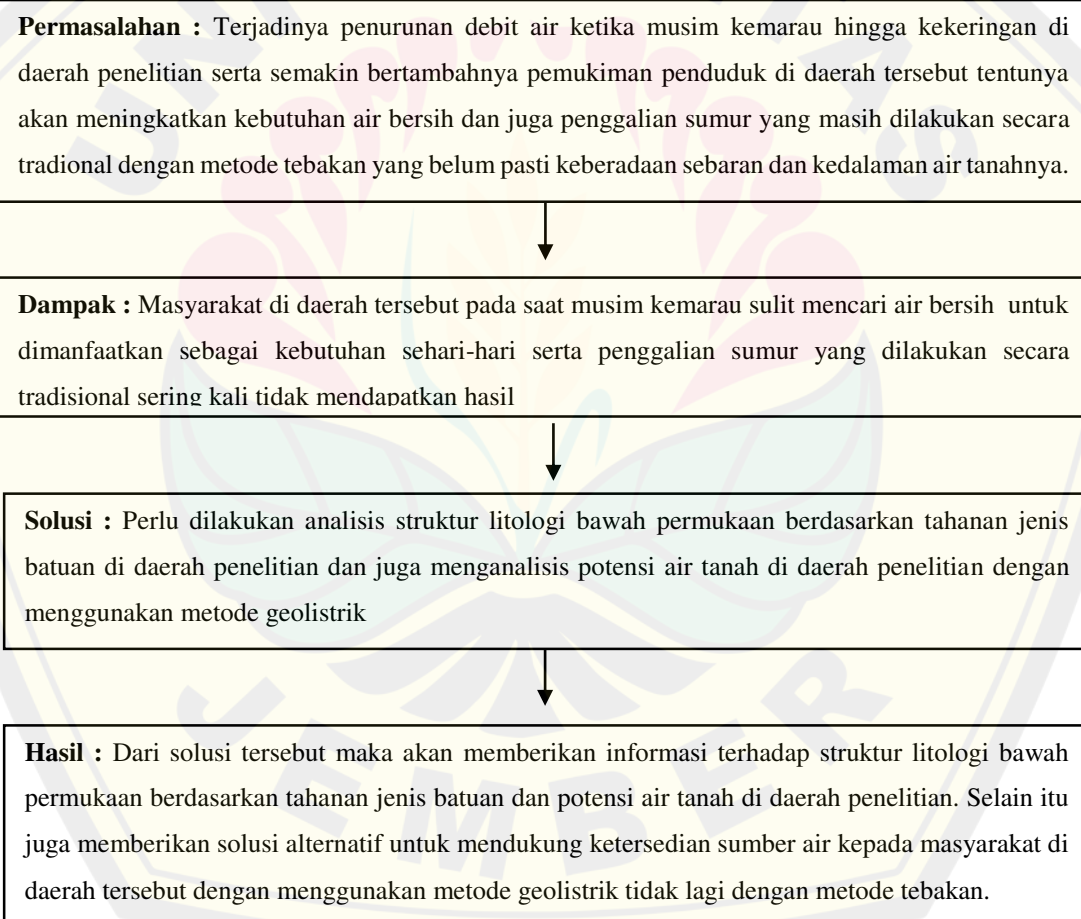 Permasalahan : Terjadinya penurunan debit air ketika musim kemarau hingga kekeringan di
daerah penelitian serta semakin bertambahnya pemukiman penduduk di daerah tersebut tentunya
akan meningkatkan kebutuhan air bersih dan juga penggalian sumur yang masih dilakukan secara
tradional dengan metode tebakan yang belum pasti keberadaan sebaran dan kedalaman air tanahnya.
Dampak : Masyarakat di daerah tersebut pada saat musim kemarau sulit mencari air bersih untuk
dimanfaatkan sebagai kebutuhan sehari-hari serta penggalian sumur yang dilakukan secara
tradisional sering kali tidak mendapatkan hasil
Solusi : Perlu dilakukan analisis struktur litologi bawah permukaan berdasarkan tahanan jenis
batuan di daerah penelitian dan juga menganalisis potensi air tanah di daerah penelitian dengan
menggunakan metode geolistrik
Hasil : Dari solusi tersebut maka akan memberikan informasi terhadap struktur litologi bawah
permukaan berdasarkan tahanan jenis batuan dan potensi air tanah di daerah penelitian. Selain itu
juga memberikan solusi alternatif untuk mendukung ketersedian sumber air kepada masyarakat di
daerah tersebut dengan menggunakan metode geolistrik tidak lagi dengan metode tebakan.
JEMBER